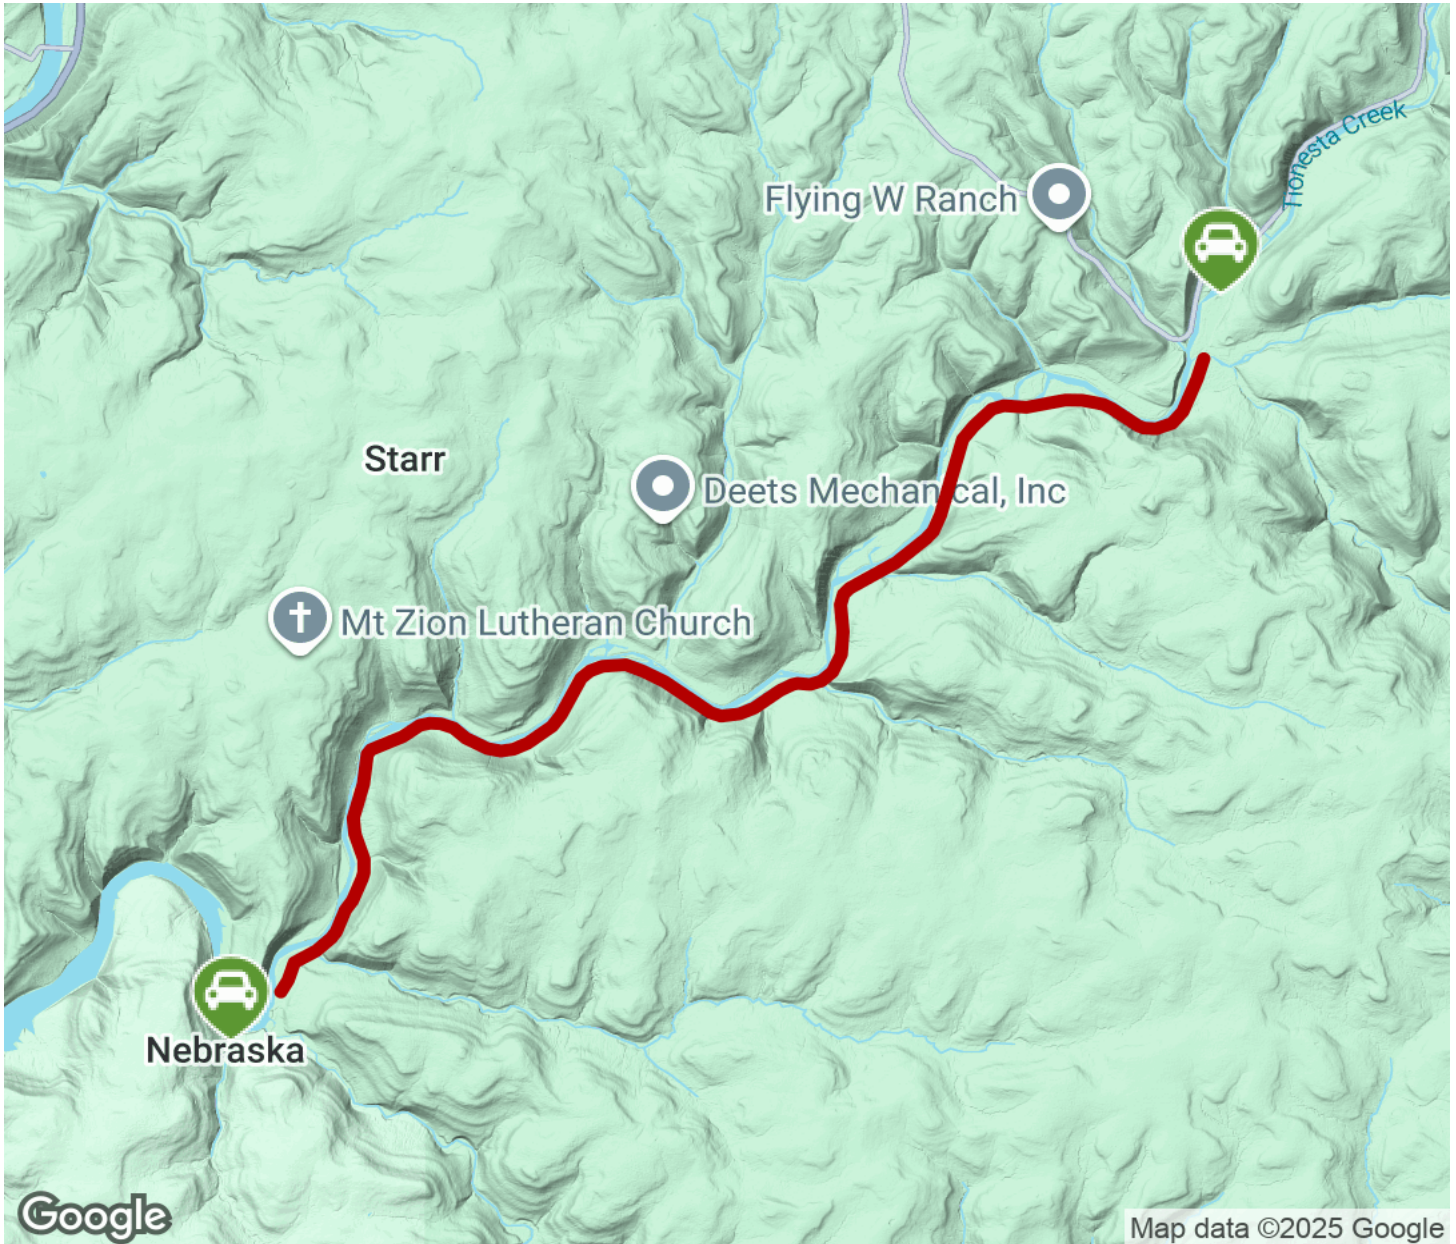 Tionesta Creek
Flying W Ranch
Starr
Deets Mechanical, Inc
Mt Zion Lutheran Church
Nebraska
Google
Map data ©2025 Google